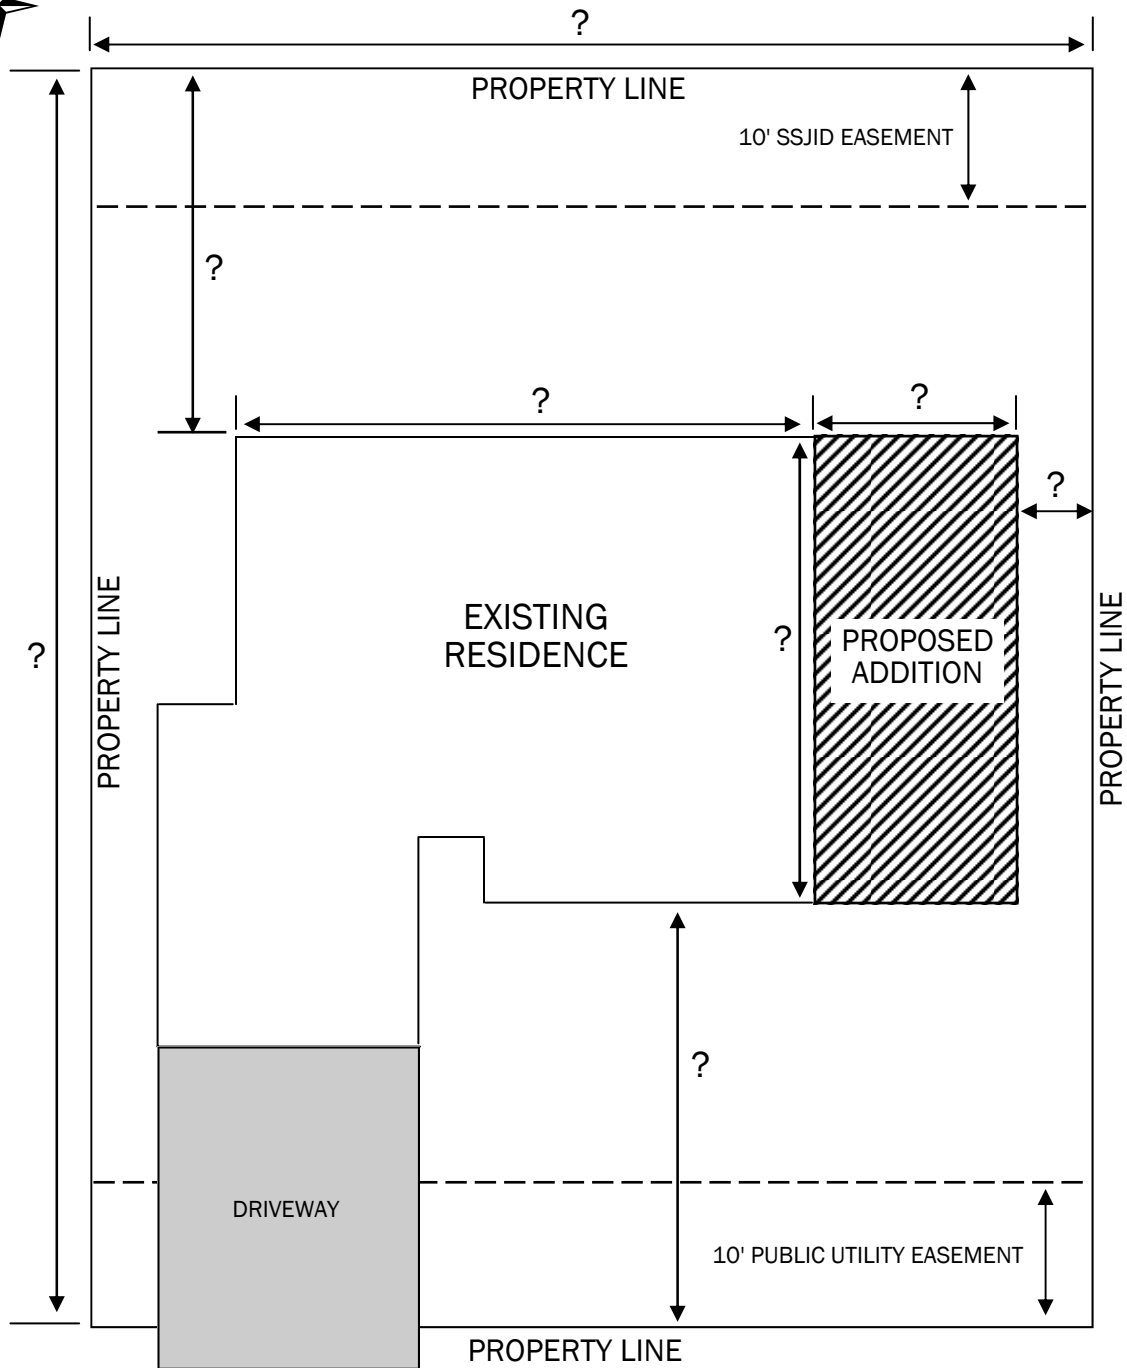 ?
PROPERTY LINE
10' SSJID EASEMENT
?
?
?
?
PROPERTY LINE
?
EXISTING
RESIDENCE
?
PROPOSED
ADDITION
PROPERTY LINE
?
DRIVEWAY
10' PUBLIC UTILITY EASEMENT
PROPERTY LINE